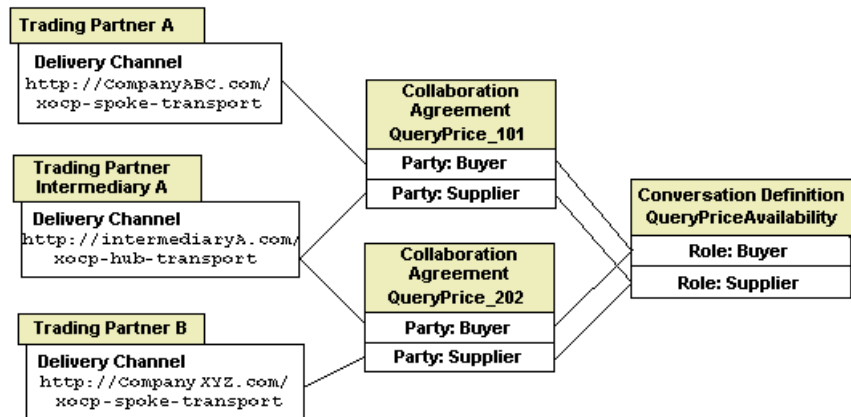 Trading Partner A
Delivery Channel
http://CompanyABC.com/
xocp-spoke-transport
Trading Partner
Intermediary A
Delivery Channel
http://intermediaryA.com/
xocp-hub-transport
Trading Partner B
Delivery Channel
http://CompanyXYZ.com/
xocp-spoke-transport
Collaboration
Agreement
QueryPrice_101
Party: Buyer
Party: Supplier
Collaboration
Agreement
QueryPrice_202
Party: Buyer
Party: Supplier
Conversation Definition
QueryPriceAvailability
Role: Buyer
Role: Supplier